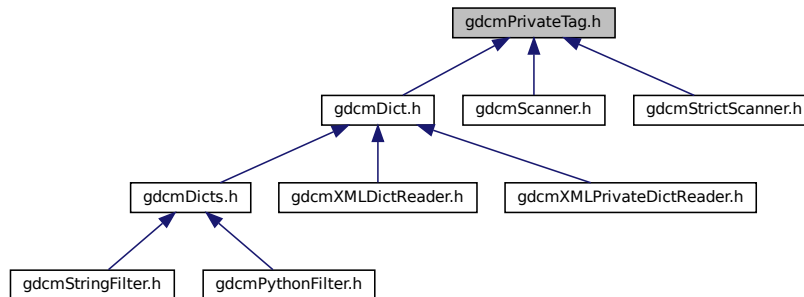 gdcmPrivateTag.h
gdcmDict.h
gdcmScanner.h
gdcmStrictScanner.h
gdcmDicts.h
gdcmXMLDictReader.h
gdcmXMLPrivateDictReader.h
gdcmStringFilter.h
gdcmPythonFilter.h